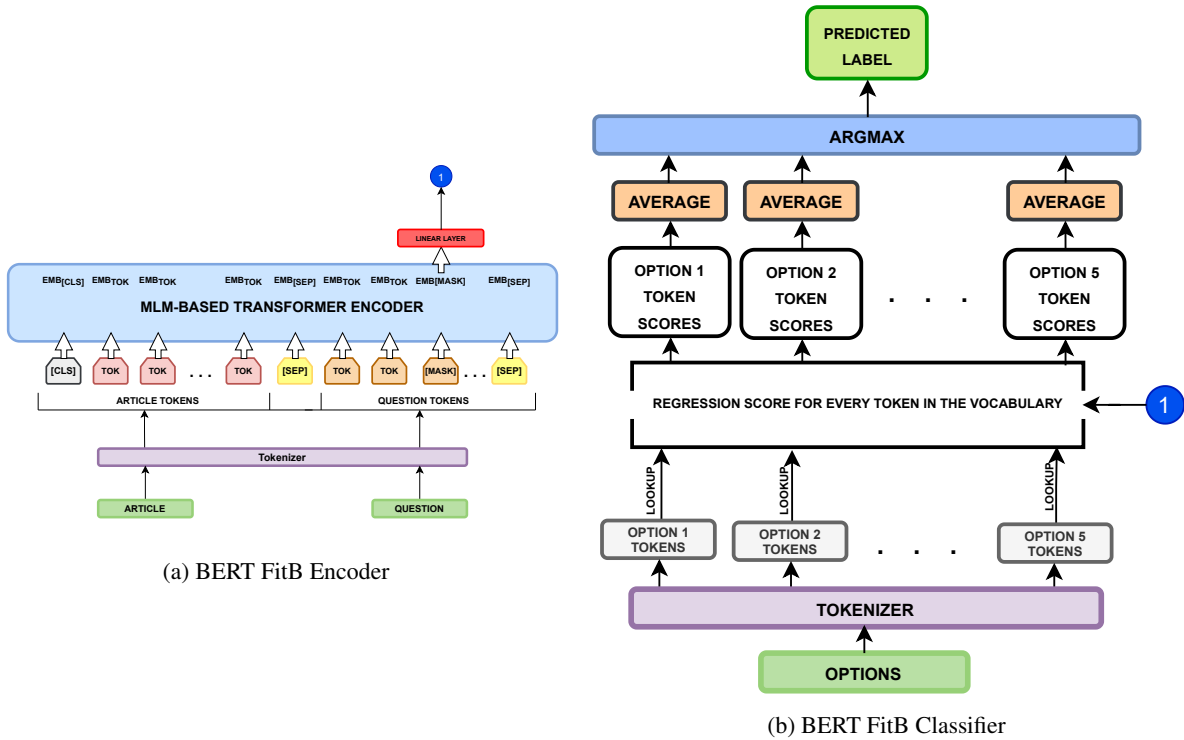 1
LINEAR LAYER
EMB[CLS] EMBTOK EMBTOK EMBTOK EMB[SEP] EMBTOK EMBTOK EMB[MASK] EMB[SEP]
MLM-BASED TRANSFORMER ENCODER
[CLS] TOK TOK . . . TOK [SEP] TOK TOK [MASK] . . . [SEP]
ARTICLE TOKENS QUESTION TOKENS
Tokenizer
ARTICLE QUESTION
(a) BERT FitB Encoder
PREDICTED
LABEL
ARGMAX
AVERAGE AVERAGE AVERAGE
OPTION 1 OPTION 2 OPTION 5
TOKEN TOKEN . . . TOKEN
SCORES SCORES SCORES
REGRESSION SCORE FOR EVERY TOKEN IN THE VOCABULARY 1
LOOKUP LOOKUP LOOKUP
OPTION 1 OPTION 2 OPTION 5
TOKENS TOKENS . . . TOKENS
TOKENIZER
OPTIONS
(b) BERT FitB Classifier